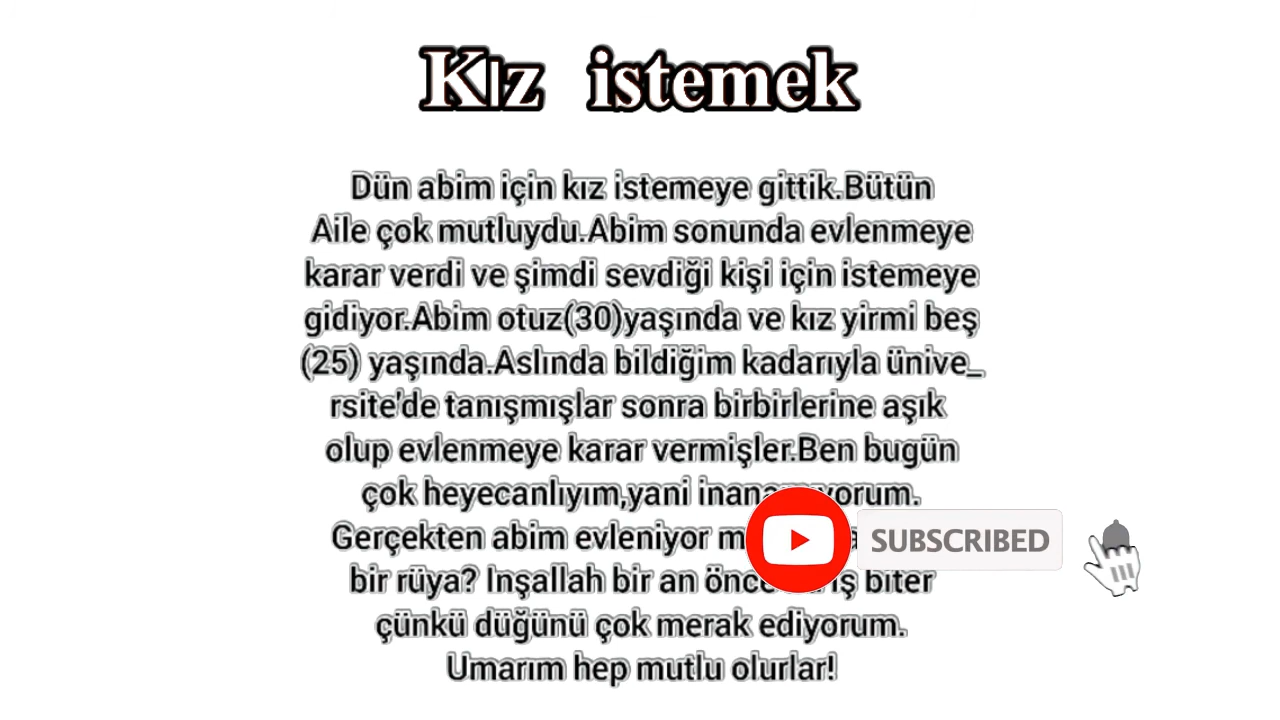 Kız istemek
Dün abim için kız istemeye gittik.Bütün
Aile çok mutluydu.Abim sonunda evlenmeye
karar verdi ve şimdi sevdiği kişi için istemeye
gidiyor.Abim otuz(30)yaşında ve kız yirmi beş
(25) yaşında.Aslında bildiğim kadarıyla ünive_
rsite'de tanışmışlar sonra birbirlerine aşık
olup evlenmeye karar vermişler.Ben bugün
çok heyecanlıyım,yani
Gerçekten abim evleniyor
SUBSCRIBED
bir rüya? Inşallah bir an biter
çünkü düğünü çok merak ediyorum.
Umarım hep mutlu olurlar!